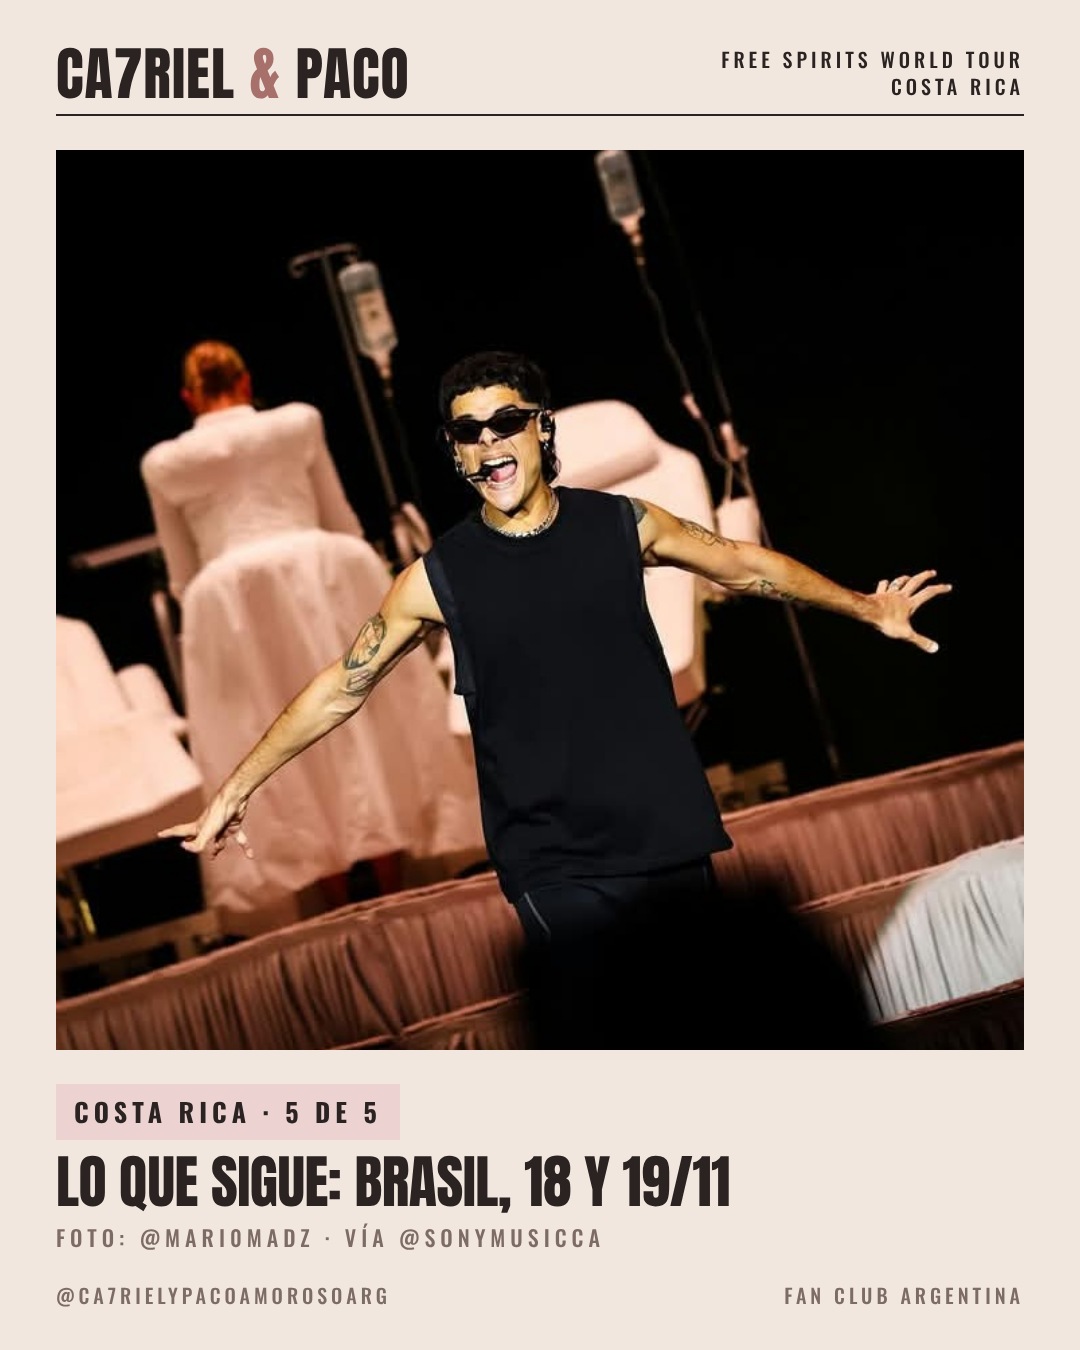 CA7RIEL & PACO
FREE SPIRITS WORLD TOUR
COSTA RICA
COSTA RICA · 5 DE 5
LO QUE SIGUE: BRASIL, 18 Y 19/11
FOTO: @MARIOMADZ · VÍA @SONYMUSICCA
@CA7RIELYPACOAMOROSOARG
FAN CLUB ARGENTINA